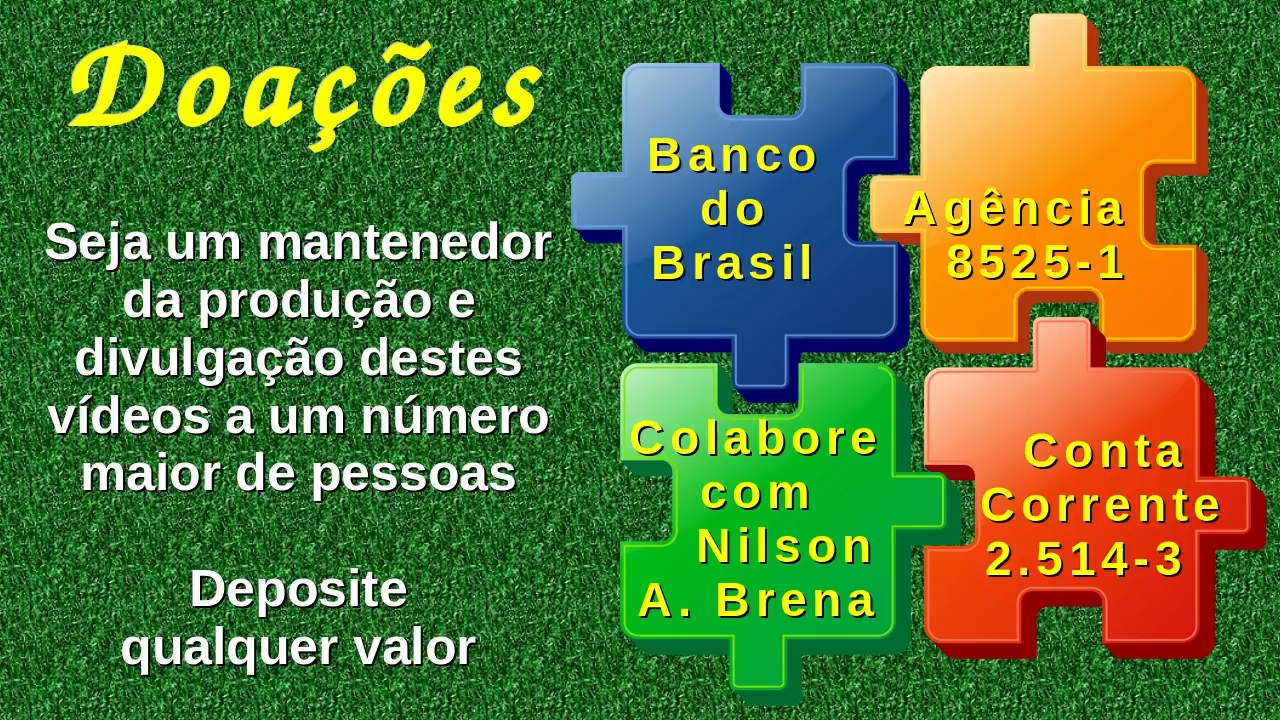 Doações
Seja um mantenedor
da produção e
divulgação destes
vídeos a um número
maior de pessoas
Deposite
qualquer valor
Banco
do
Brasil
Agência
8525-1
Colabore
com
Nilson
A. Brena
Conta
Corrente
2.514-3